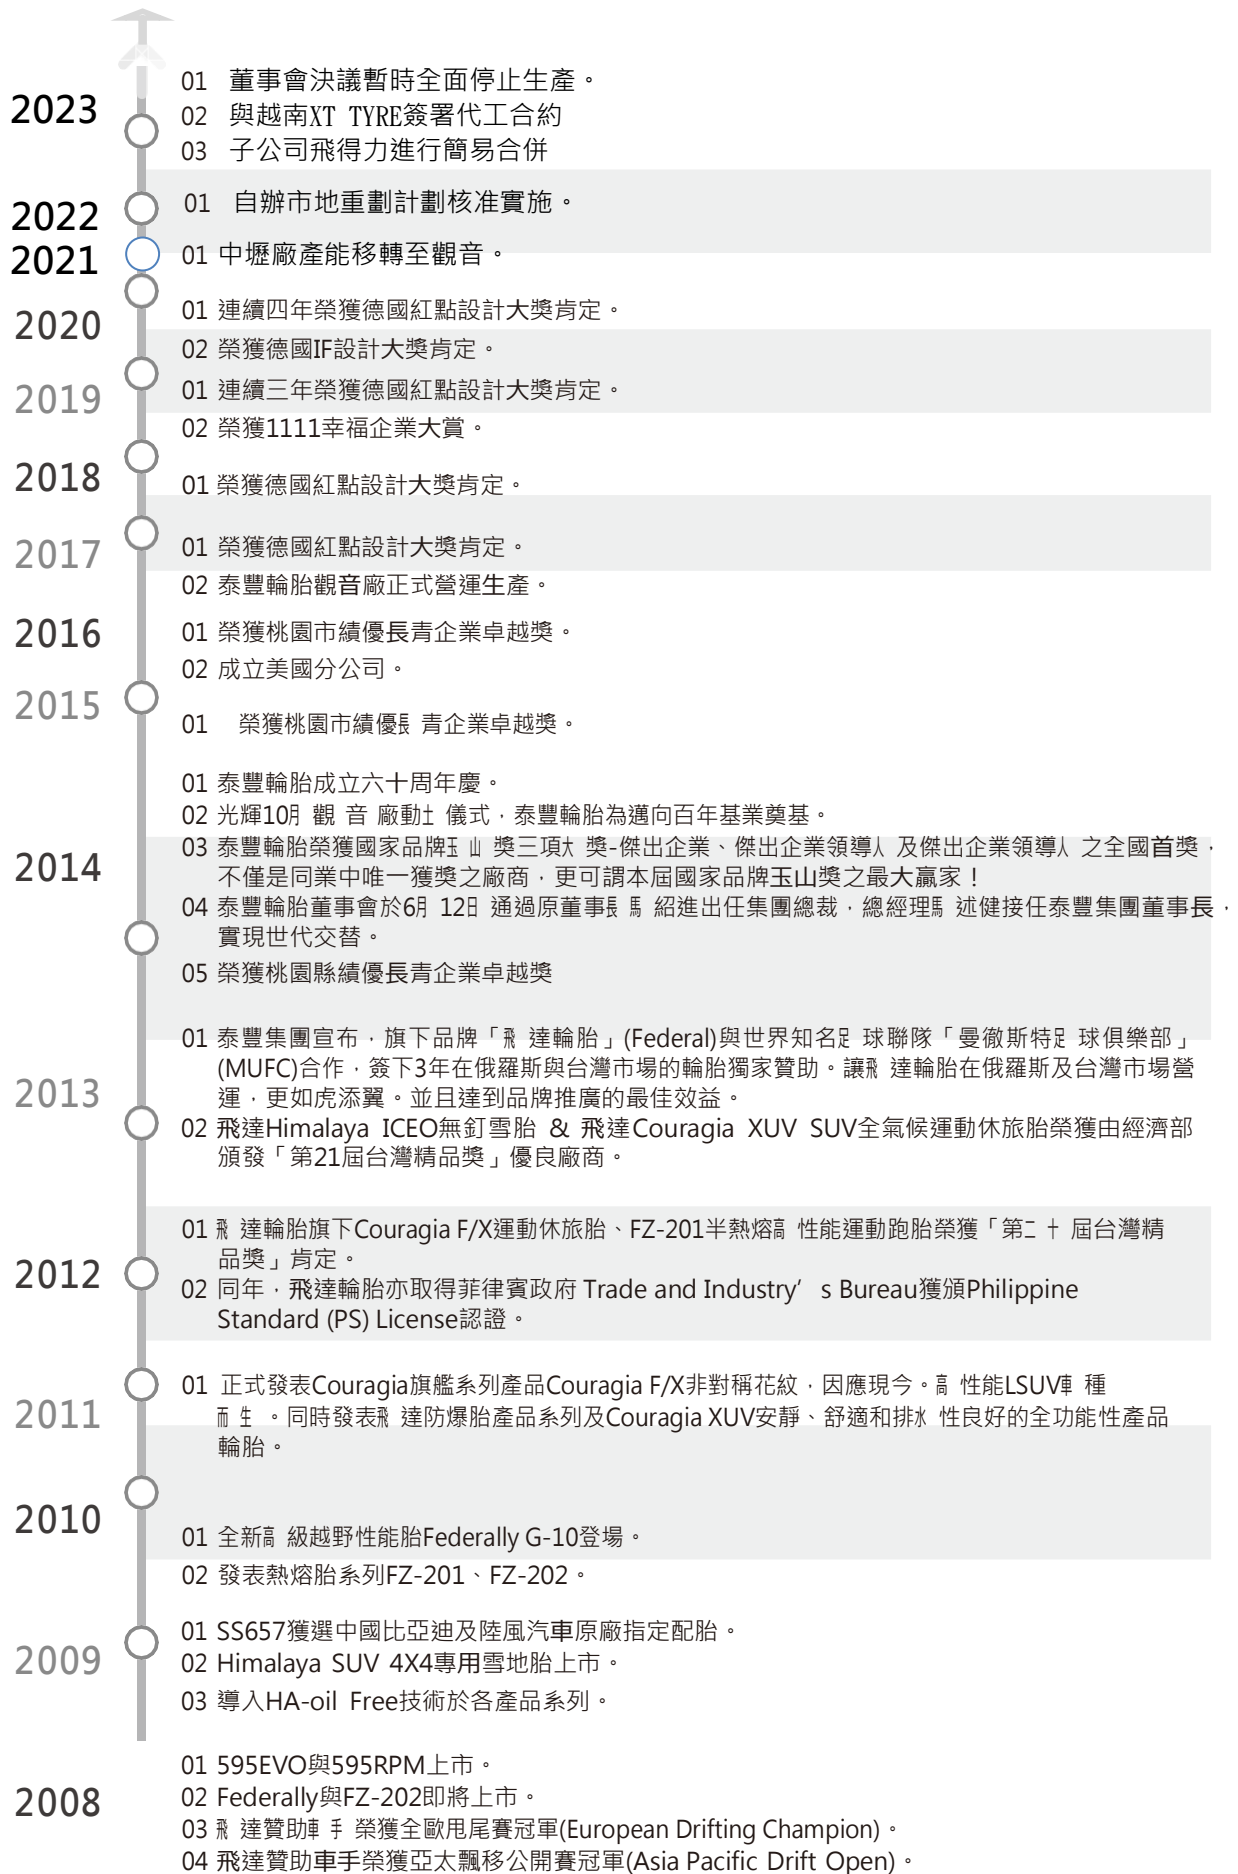 2023
01 董事會決議暫時全面停止生產。
02 與越南XT TYRE簽署代工合約
03 子公司飛得力進行簡易合併
2022
01 自辦市地重劃計劃核准實施。
2021
01 中壢廠產能移轉至觀音。
2020
01 連續四年榮獲德國紅點設計大獎肯定。
02 榮獲德國IF設計大獎肯定。
2019
01 連續三年榮獲德國紅點設計大獎肯定。
02 榮獲1111幸福企業大賞。
2018
01 榮獲德國紅點設計大獎肯定。
2017
01 榮獲德國紅點設計大獎肯定。
02 泰豐輪胎觀音廠正式營運生產。
2016
01 榮獲桃園市績優長青企業卓越獎。
02 成立美國分公司。
2015
01 榮獲桃園市績優長 青企業卓越獎。
2014
01 泰豐輪胎成立六十周年慶。
02 光輝10月 觀 音 廠動土 儀式，泰豐輪胎為邁向百年基業奠基。
03 泰豐輪胎榮獲國家品牌玉 山 獎三項大 獎-傑出企業、傑出企業領導人 及傑出企業領導人 之全國首獎，
不僅是同業中唯一獲獎之廠商，更可謂本屆國家品牌玉山獎之最大贏家！
04 泰豐輪胎董事會於6月 12日 通過原董事長 馬 紹進出任集團總裁，總經理馬 述健接任泰豐集團董事長，
實現世代交替。
05 榮獲桃園縣績優長青企業卓越獎
2013
01 泰豐集團宣布，旗下品牌「飛 達輪胎」(Federal)與世界知名足 球聯隊「曼徹斯特足 球俱樂部」
(MUFC)合作，簽下3年在俄羅斯與台灣市場的輪胎獨家贊助。讓飛 達輪胎在俄羅斯及台灣市場營
運，更如虎添翼。並且達到品牌推廣的最佳效益。
02 飛達Himalaya ICEO無釘雪胎 & 飛達Couragia XUV SUV全氣候運動休旅胎榮獲由經濟部
頒發「第21屆台灣精品獎」優良廠商。
2012
01 飛 達輪胎旗下Couragia F/X運動休旅胎、FZ-201半熱熔高 性能運動跑胎榮獲「第二 十 屆台灣精
品獎」肯定。
02 同年，飛達輪胎亦取得菲律賓政府 Trade and Industry’ s Bureau獲頒Philippine
Standard (PS) License認證。
2011
01 正式發表Couragia旗艦系列產品Couragia F/X非對稱花紋，因應現今。高 性能LSUV車 種
而 生 。同時發表飛 達防爆胎產品系列及Couragia XUV安靜、舒適和排水 性良好的全功能性產品
輪胎。
2010
01 全新高 級越野性能胎Federally G-10登場。
02 發表熱熔胎系列FZ-201、FZ-202。
2009
01 SS657獲選中國比亞迪及陸風汽車原廠指定配胎。
02 Himalaya SUV 4X4專用雪地胎上市。
03 導入HA-oil Free技術於各產品系列。
2008
01 595EVO與595RPM上市。
02 Federally與FZ-202即將上市。
03 飛 達贊助車 手 榮獲全歐甩尾賽冠軍(European Drifting Champion)。
04 飛達贊助車手榮獲亞太飄移公開賽冠軍(Asia Pacific Drift Open)。